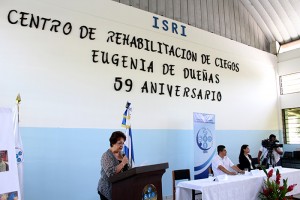 ISRI
CENTRO DE REHABILITACION DE CIEGOS
EUGENIA DE DUEÑAS
59 ANIVERSARIO